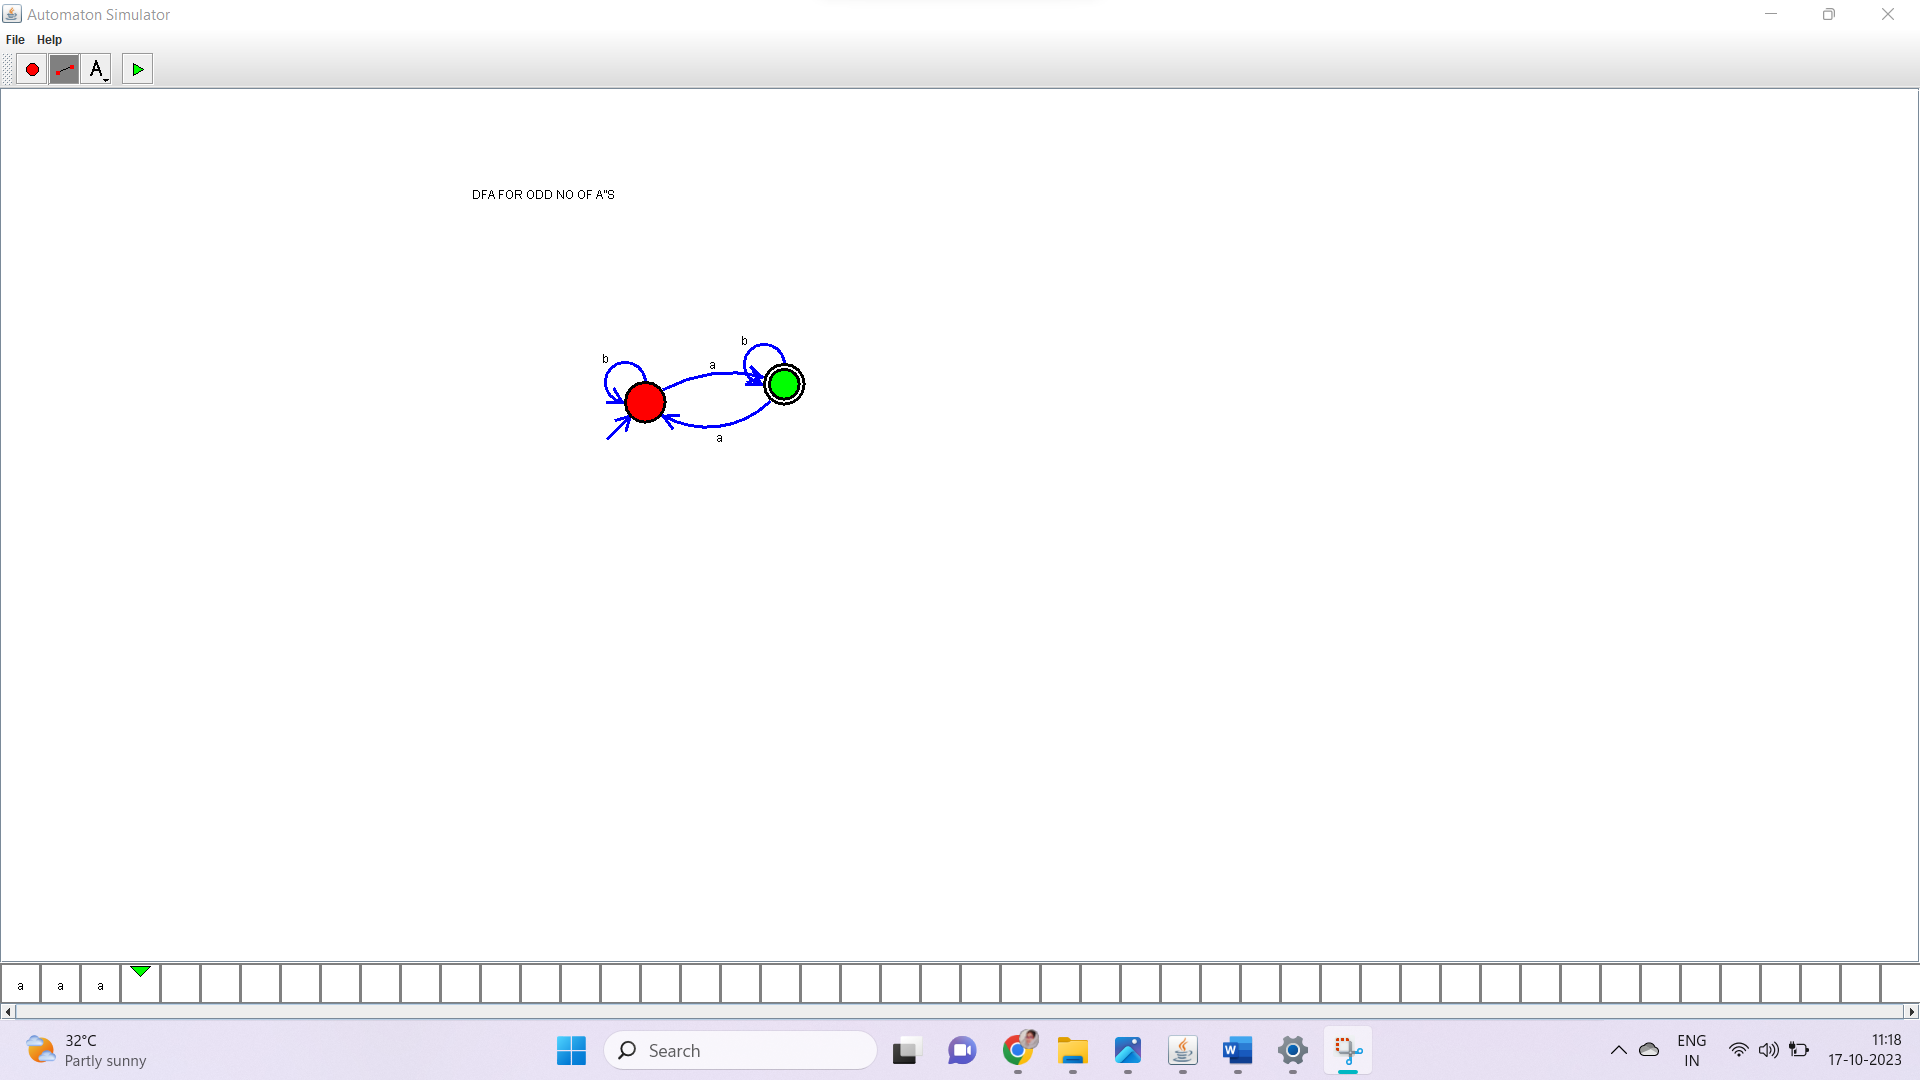 Automaton Simulator
File Help
A
DFA FOR ODD NO OF A"S
b
a
b
a
a a a
32°C
Partly sunny
Search
W
ENG
IN
11:18
17-10-2023